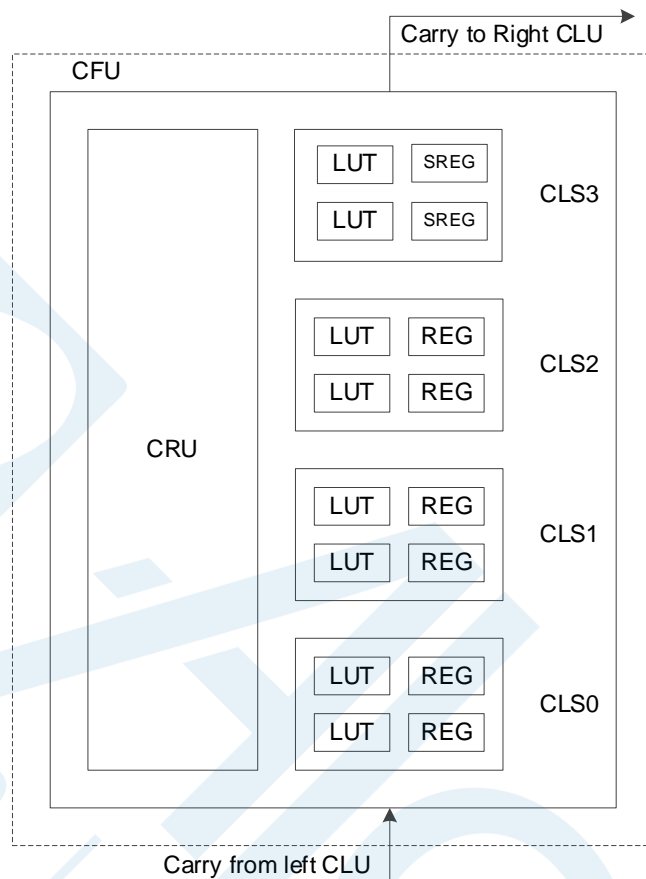 Carry to Right CLU
CFU
CRU
LUT SREG
LUT SREG
CLS3
LUT REG
LUT REG
CLS2
LUT REG
LUT REG
CLS1
LUT REG
LUT REG
CLS0
Carry from left CLU